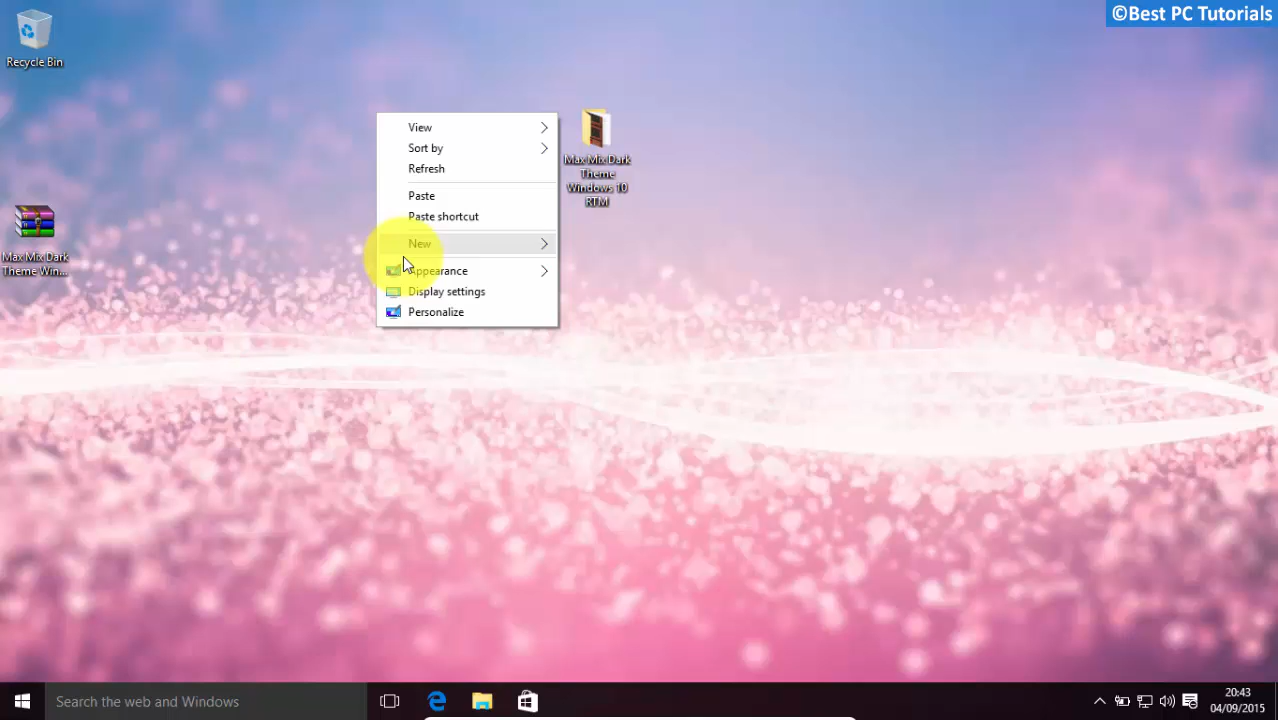 ©Best PC Tutorials
Recycle Bin
View
Sort by
Refresh
Paste
Paste shortcut
New
Appearance
Display settings
Personalize
Max Mix Dark
Theme
Windows 10
RTM
Max Mix Dark
Theme Win...
Search the web and Windows
20:43
04/09/2015